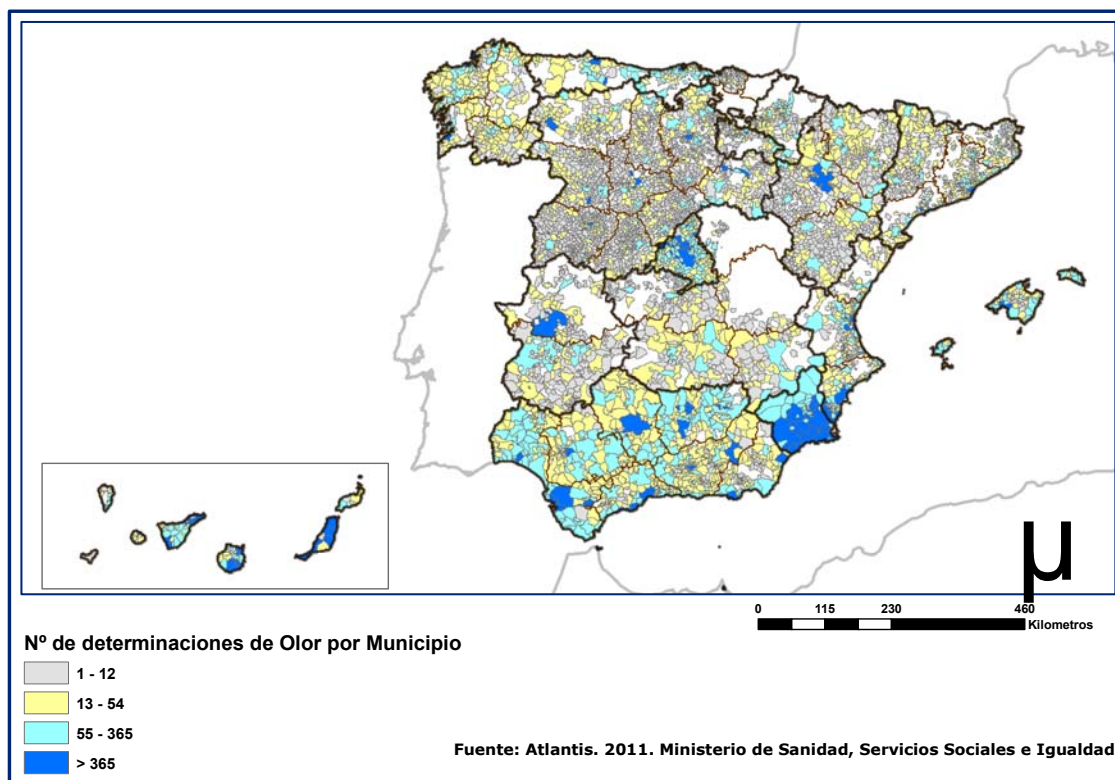 µ
0 115 230 460
Kilometros
Nº de determinaciones de Olor por Municipio
1 - 12
13 - 54
55 - 365
> 365
Fuente: Atlantis. 2011. Ministerio de Sanidad, Servicios Sociales e Igualdad